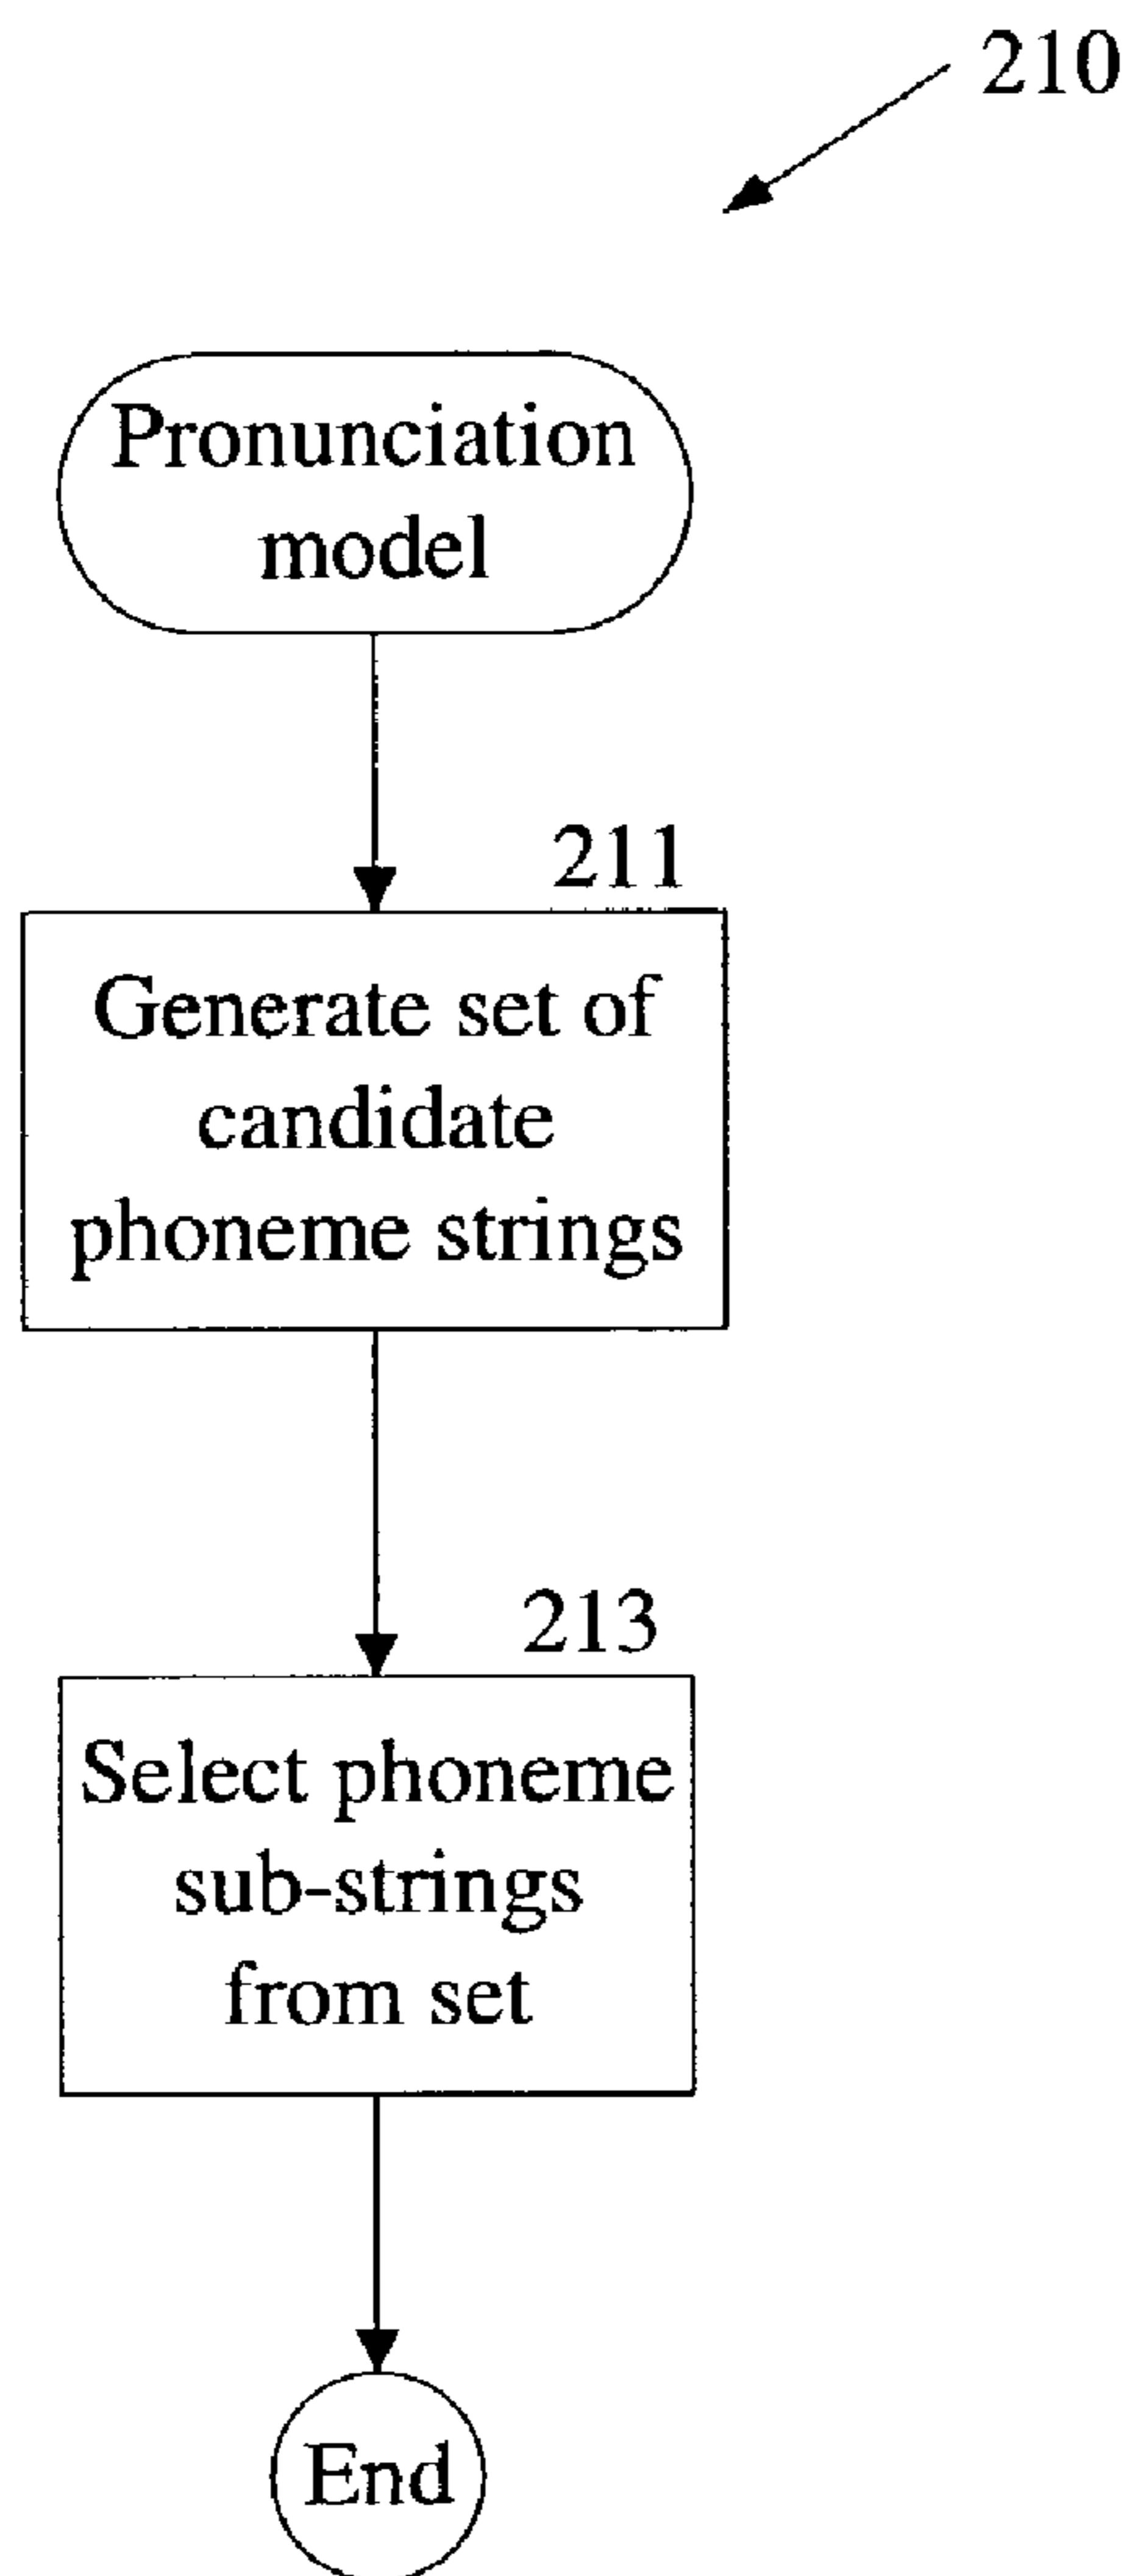 210
Pronunciation
model
211
Generate set of
candidate
phoneme strings
213
Select phoneme
sub-strings
from set
End